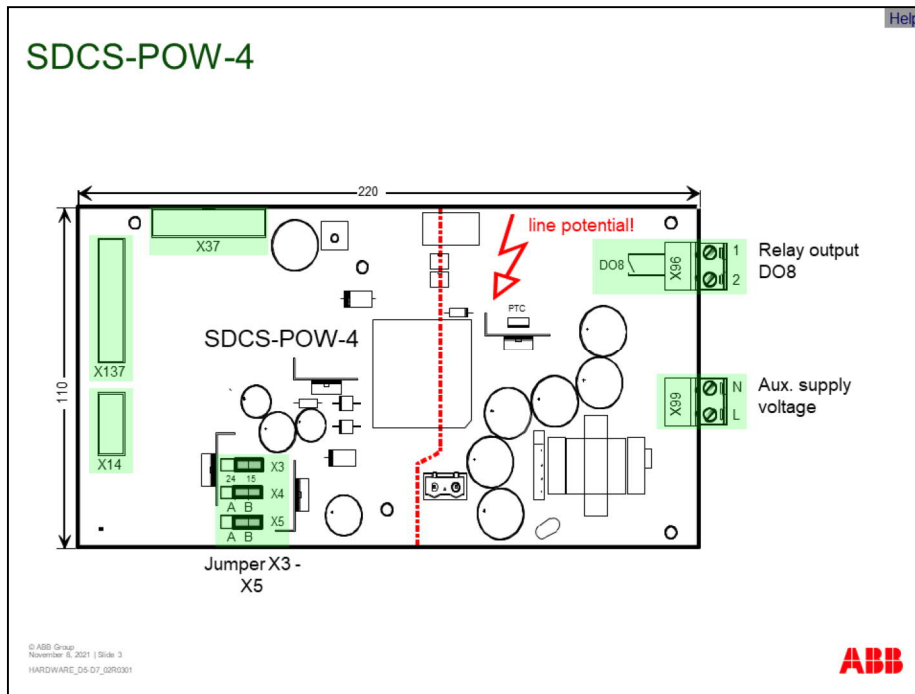 Help
SDCS-POW-4
220
X37
line potential!
DO8
X96
1
2
Relay output
DO8
PTC
X137
SDCS-POW-4
110
X99
N
L
Aux. supply
voltage
X14
X3
24 15
X4
A B
X5
A B
Jumper X3 -
X5
© ABB Group
November 8, 2021 | Slide 3
HARDWARE_D5-D7_02R0301
ABB